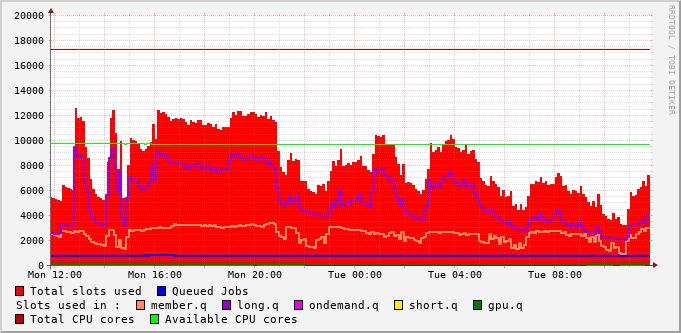 RRDTOOL / TOBI OETIKER
20000
18000
16000
14000
12000
10000
8000
6000
4000
2000
0
Mon 12:00 Mon 16:00 Mon 20:00 Tue 00:00 Tue 04:00 Tue 08:00
Total slots used Queued Jobs
Slots used in : member.q long.q ondemand.q short.q gpu.q
Total CPU cores Available CPU cores